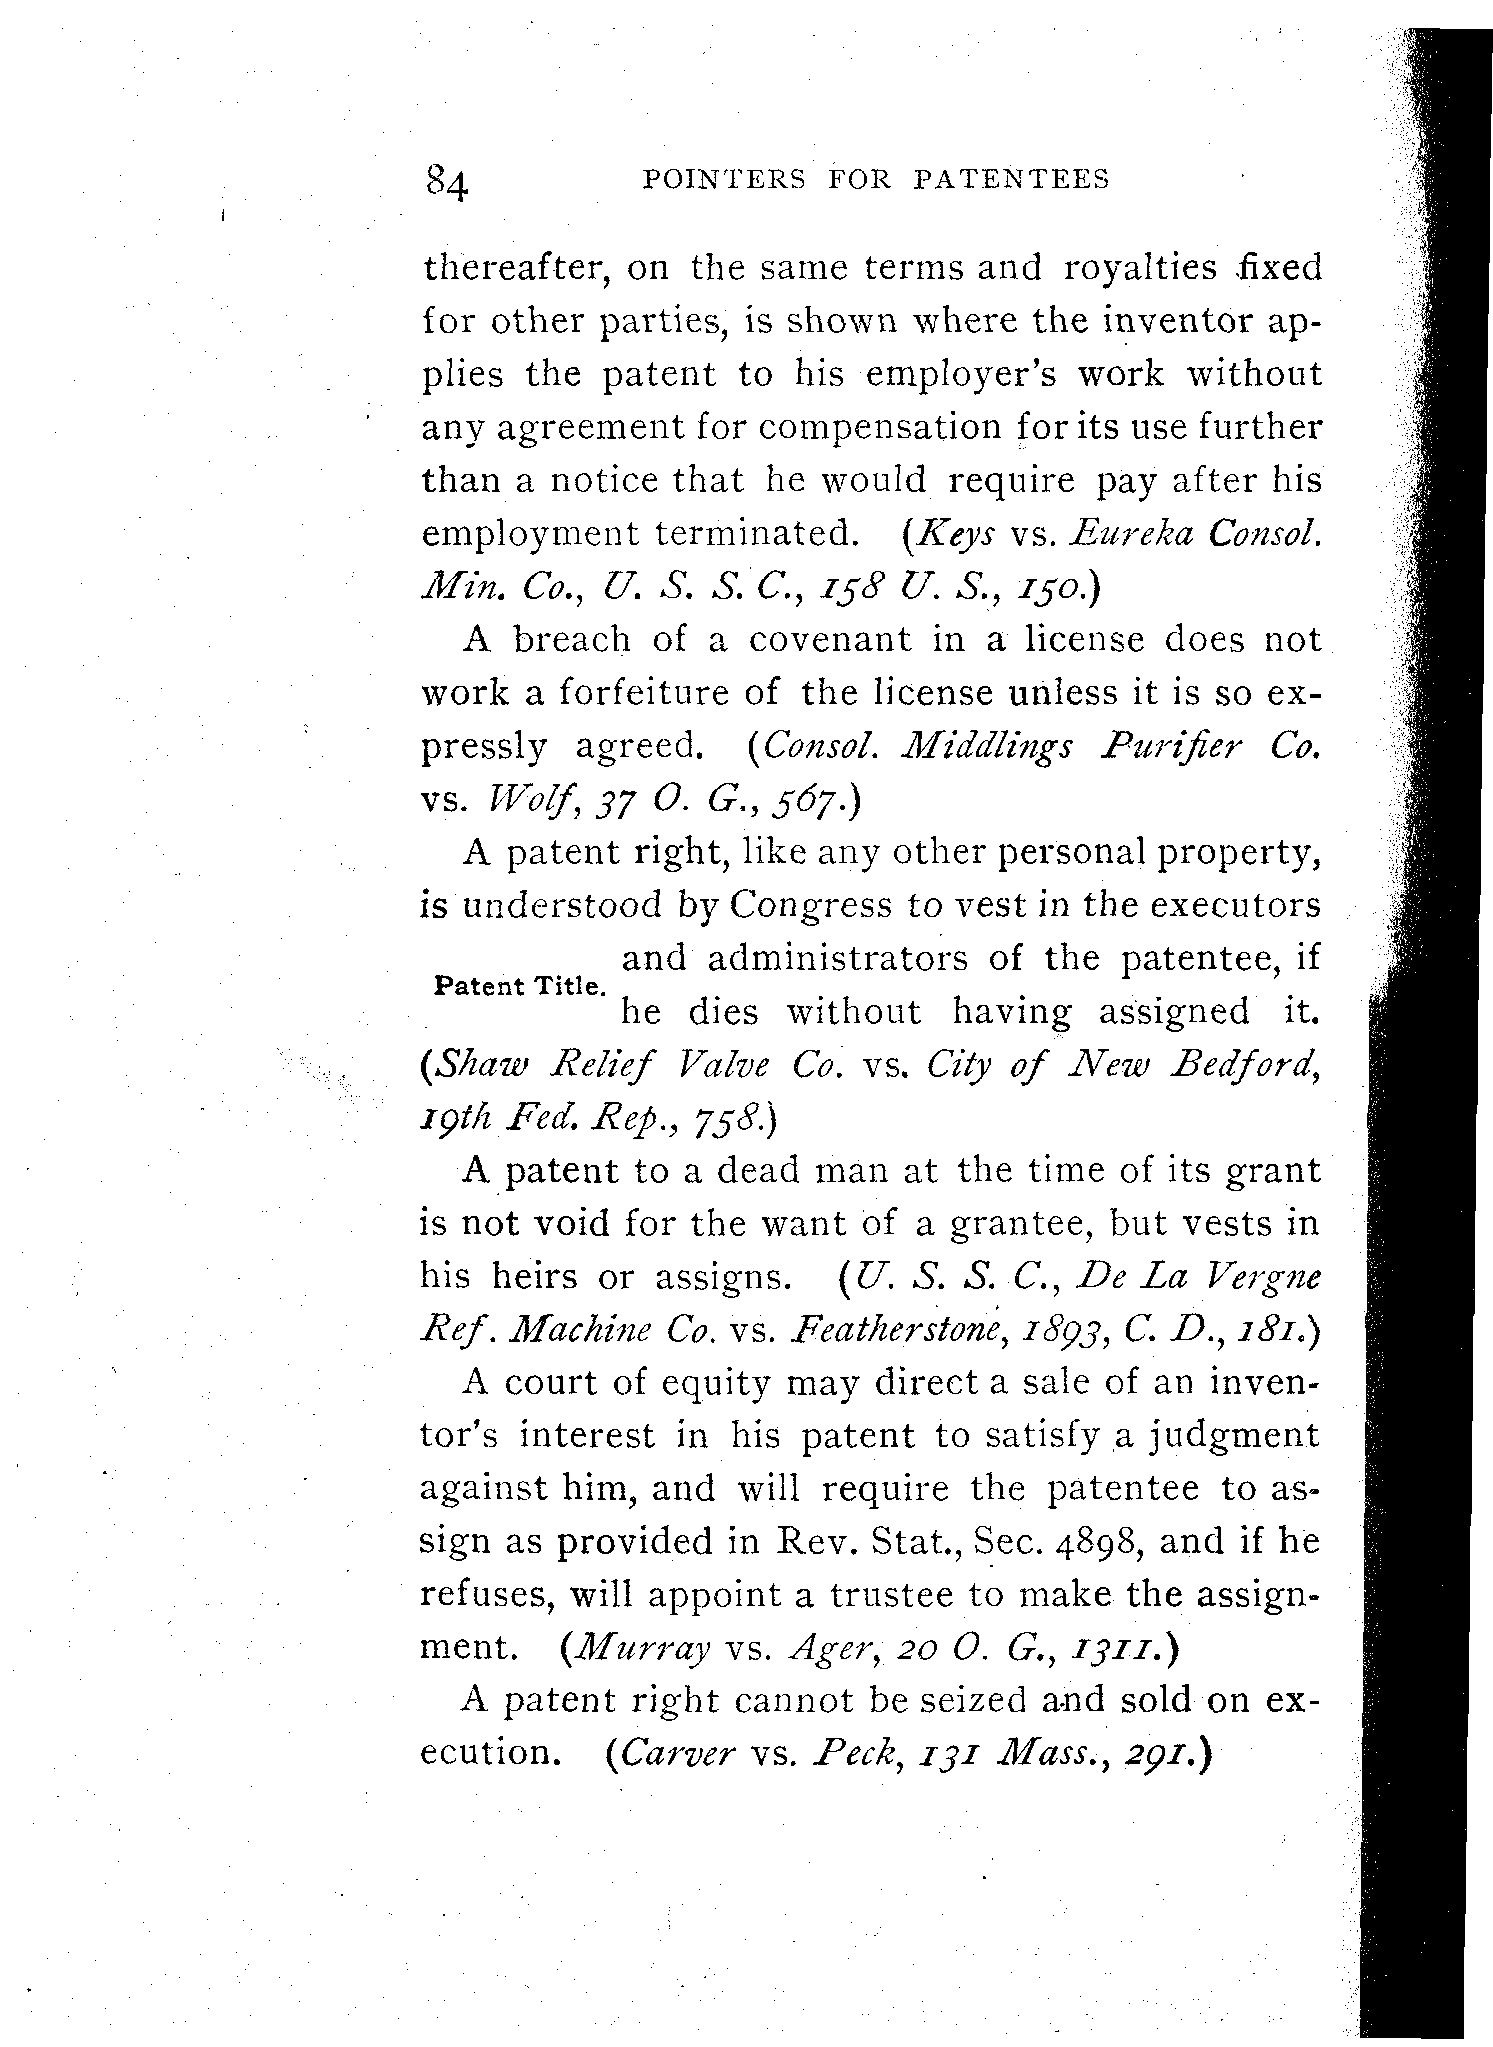 84 POINTERS FOR PATENTEES
thereafter, on the same terms and royalties fixed
for other parties, is shown where the inventor ap-
plies the patent to his employer's work without
any agreement for compensation for its use further
than a notice that he would require pay after his
employment terminated. (Keys vs. Eureka Consol.
Min. Co., U. S. S. C., 158 U. S., 150.)
A breach of a covenant in a license does not
work a forfeiture of the license unless it is so ex-
pressly agreed. (Consol. Middlings Purifier Co.
vs. Wolf, 37 O. G., 567.)
A patent right, like any other personal property,
is understood by Congress to vest in the executors
and administrators of the patentee, if
Patent Title.
he dies without having assigned it.
(Shaw Relief Valve Co. vs. City of New Bedford,
19th Fed. Rep., 758.)
A patent to a dead man at the time of its grant
is not void for the want of a grantee, but vests in
his heirs or assigns. (U. S. S. C., De La Vergne
Ref. Machine Co. vs. Featherstone, 1893, C. D., 181.)
A court of equity may direct a sale of an inven-
tor's interest in his patent to satisfy a judgment
against him, and will require the patentee to as-
sign as provided in Rev. Stat., Sec. 4898, and if he
refuses, will appoint a trustee to make the assign-
ment. (Murray vs. Ager, 20 O. G., 1311.)
A patent right cannot be seized and sold on ex-
ecution. (Carver vs. Peck, 131 Mass., 291.)